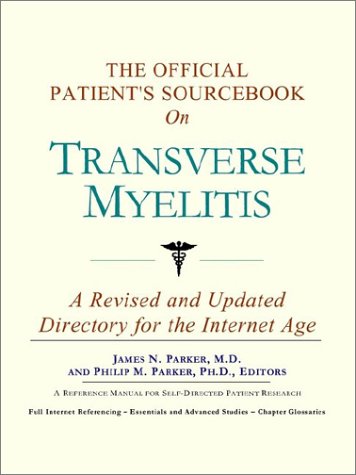 THE OFFICIAL
PATIENT'S SOURCEBOOK
On
TRANSVERSE
MYELITIS
A Revised and Updated
Directory for the Internet Age
JAMES N. PARKER, M.D.
AND PHILIP M. PARKER, PH.D., EDITORS
A REFERENCE MANUAL FOR SELF-DIRECTED PATIENT RESEARCH
Full Internet Referencing – Essentials and Advanced Studies – Chapter Glossaries